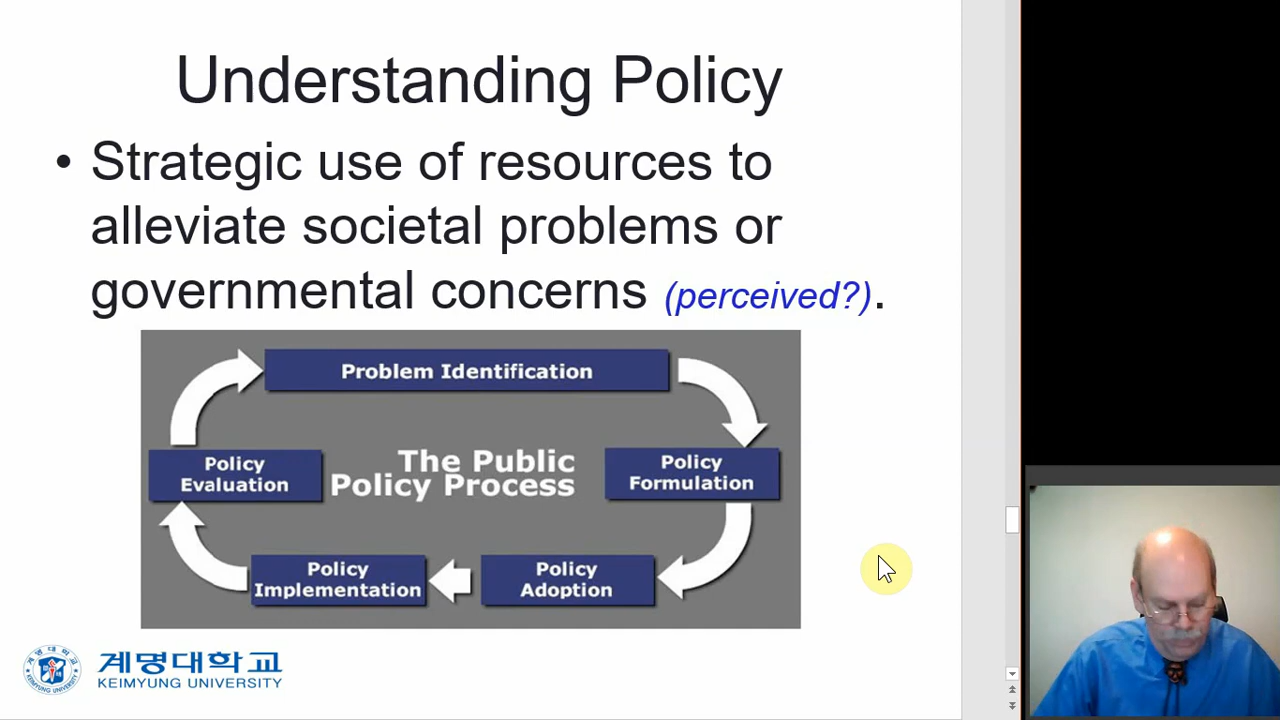 Understanding Policy
• Strategic use of resources to
alleviate societal problems or
governmental concerns (perceived?).
Problem Identification
The Public
Policy Process
Policy
Evaluation
Policy
Formulation
Policy
Implementation
Policy
Adoption
계명대학교
KEIMYUNG UNIVERSITY